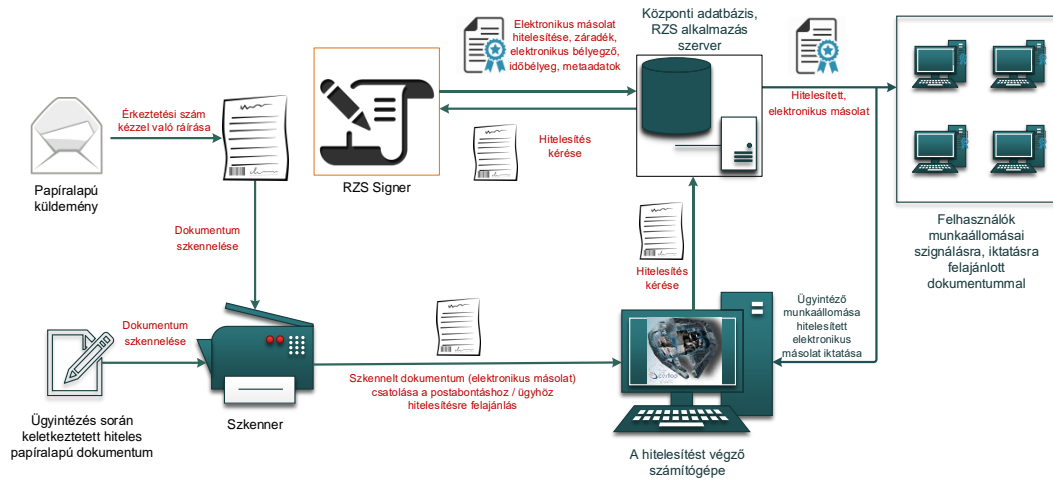 Elektronikus másolat
hitelesítése, záradék,
elektronikus bélyegző,
időbélyeg, metaadatok
Központi adatbázis,
RZS alkalmazás
szerver
Érkeztetési szám
kézzel való ráírása
Hitelesített,
elektronikus másolat
Hitelesítés
kérése
Papíralapú
küldemény
RZS Signer
Felhasználók
munkaállomásai
szignálásra, iktatásra
felajánlott
dokumentummal
Dokumentum
szkennelése
Hitelesítés
kérése
Ügyintéző
munkaállomása
hitelesített
elektronikus
másolat iktatása
Dokumentum
szkennelése
Szkennelt dokumentum (elektronikus másolat)
csatolása a postabontáshoz / ügyhöz
hitelesítésre felajánlás
Szkenner
Ügyintézés során
keletkeztetett hiteles
papíralapú dokumentum
A hitelesítést végző
számítógépe